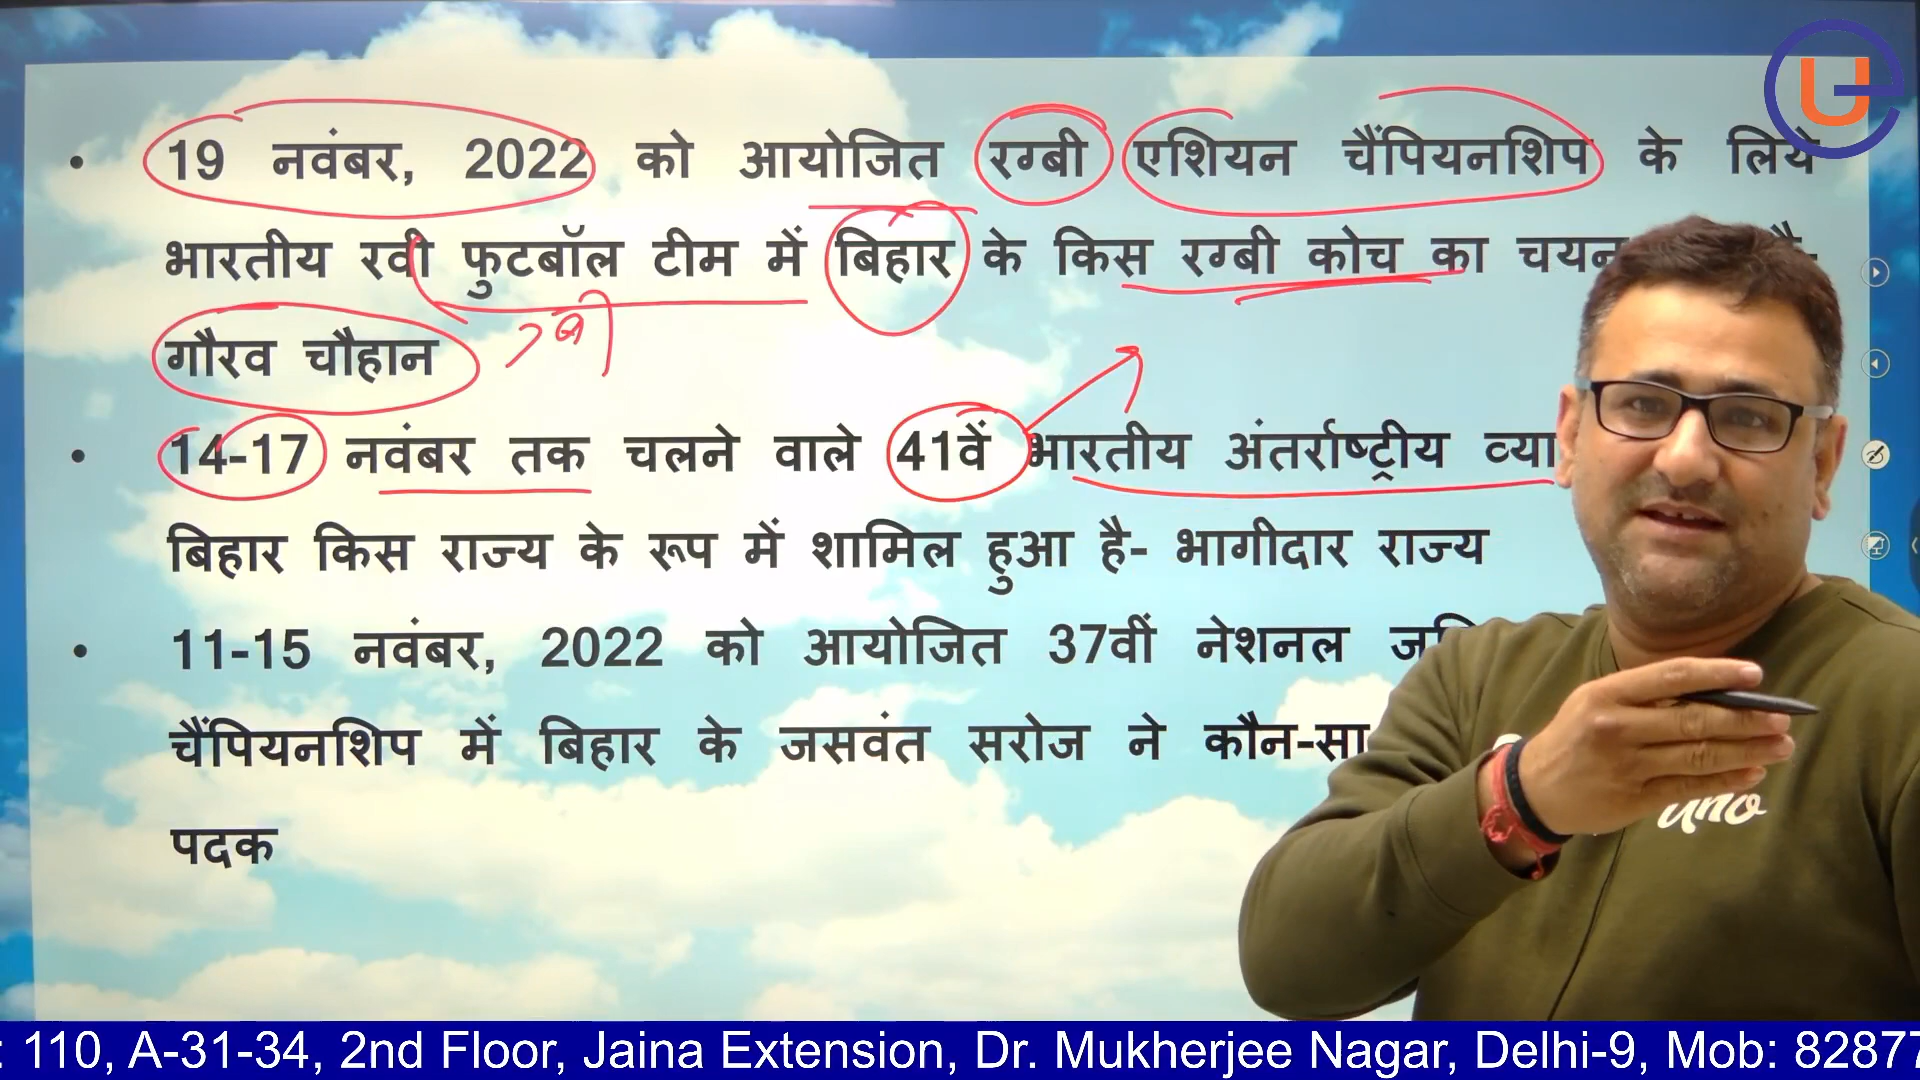 19 नवंबर, 2022 को आयोजित रग्बी एशियन चैंपियनशिप के लिये
भारतीय रवी फुटबॉल टीम में बिहार के किस रग्बी कोच का चयन
गौरव चौहान
14-17 नवंबर तक चलने वाले 41वें भारतीय अंतर्राष्ट्रीय व्या
बिहार किस राज्य के रूप में शामिल हुआ है- भागीदार राज्य
11-15 नवंबर, 2022 को आयोजित 37वीं नेशनल
चैंपियनशिप में बिहार के जसवंत सरोज ने कौन-सा
पदक
uno
: 110, A-31-34, 2nd Floor, Jaina Extension, Dr. Mukherjee Nagar, Delhi-9, Mob: 82877